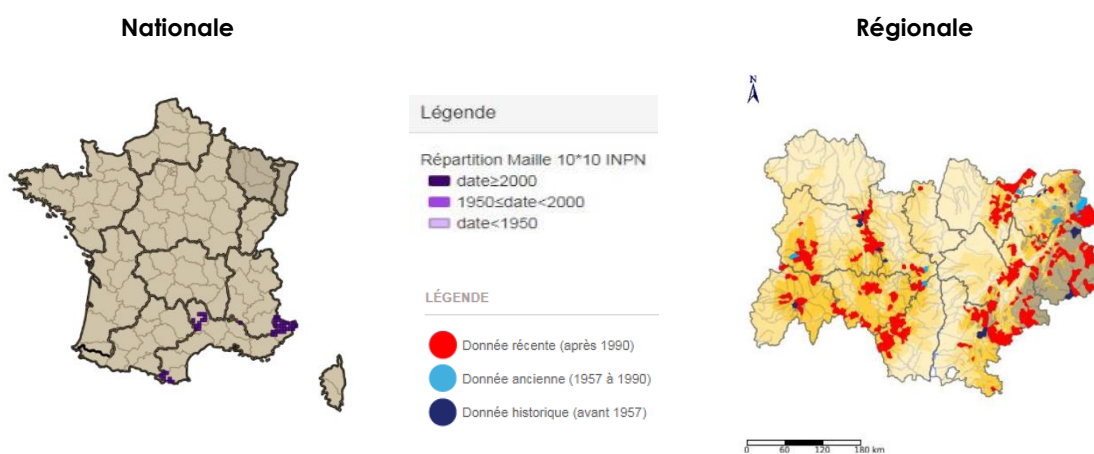 Nationale
Régionale
N
Légende
Répartition Maille 10*10 INPN
date≥2000
1950≤date<2000
date<1950
LÉGENDE
Donnée récente (après 1990)
Donnée ancienne (1957 à 1990)
Donnée historique (avant 1957)
0 60 120 180 km